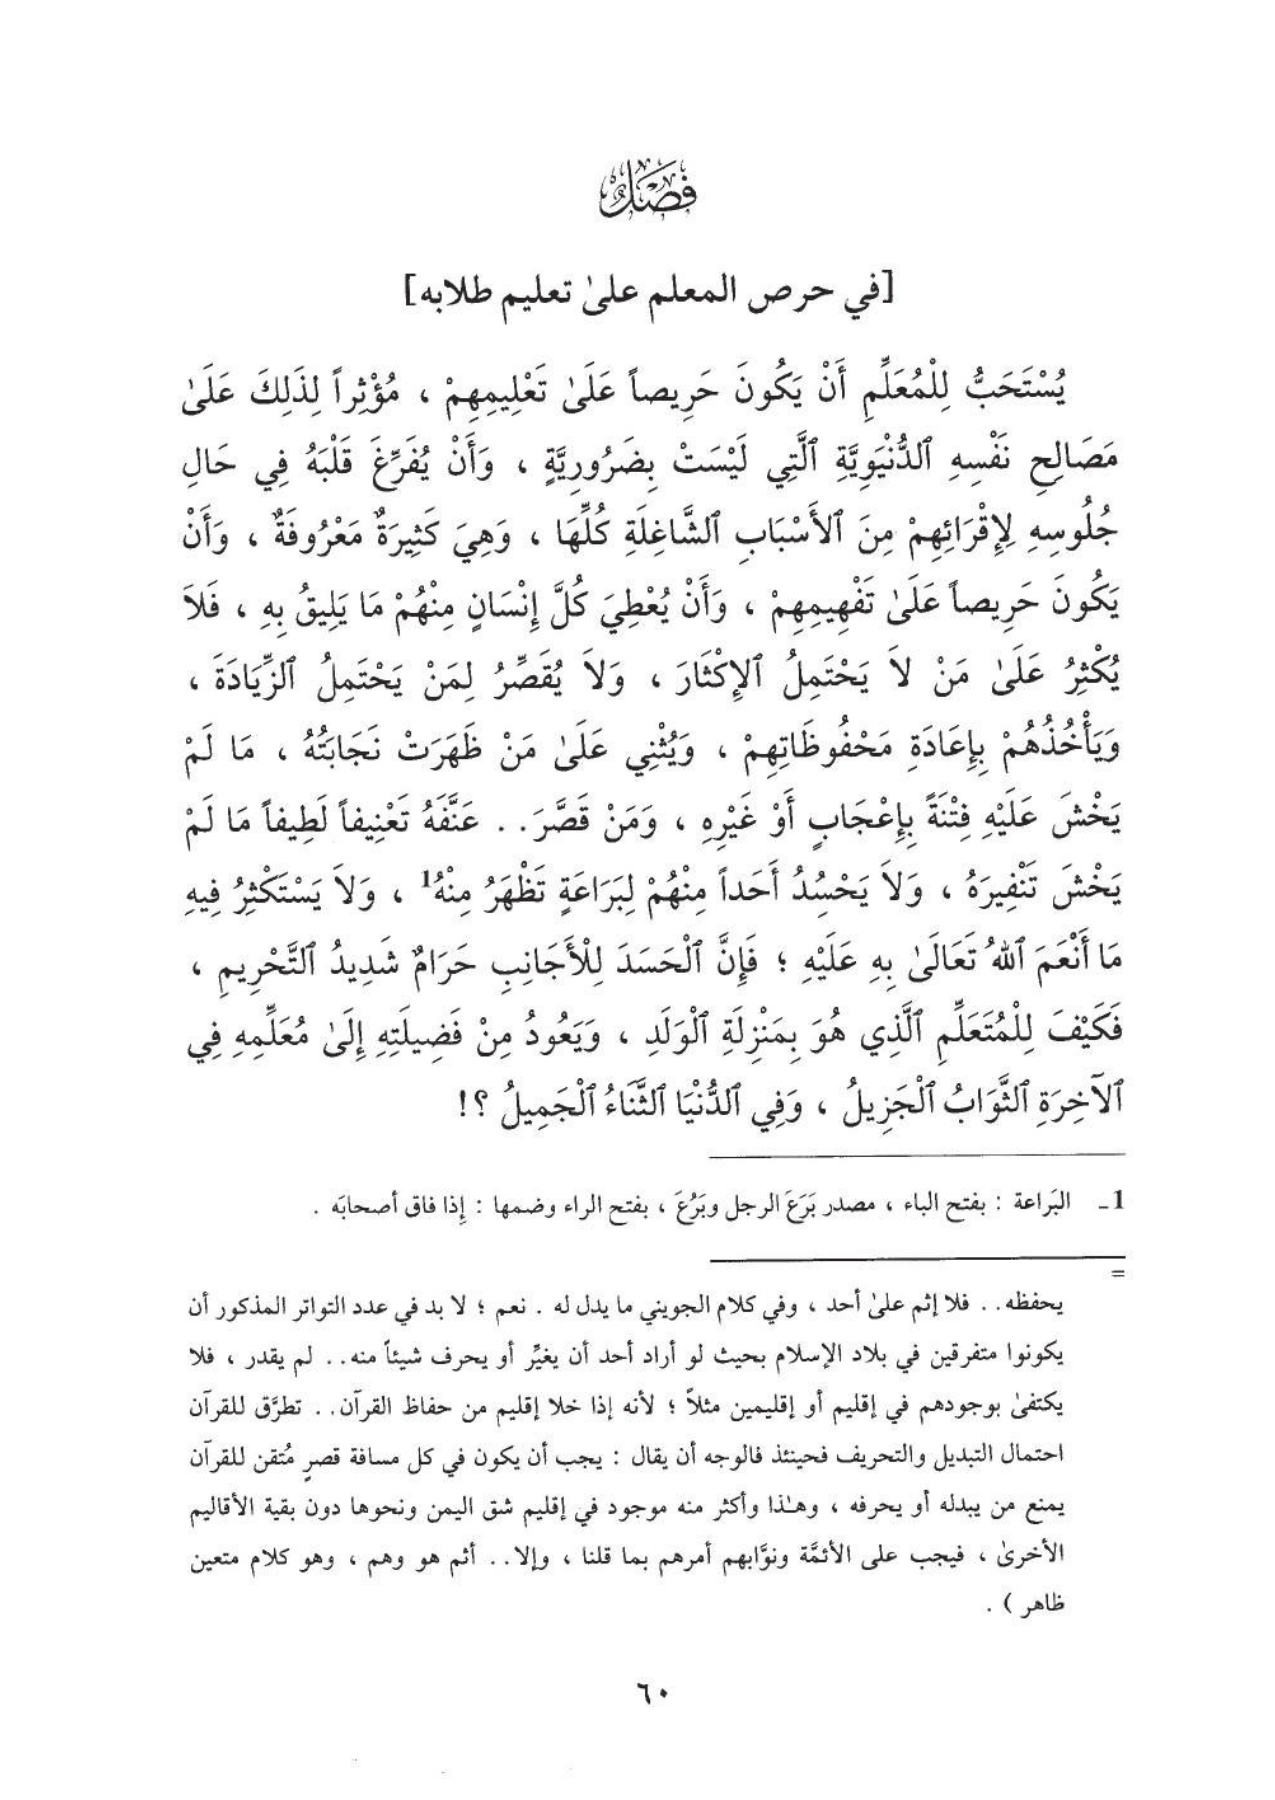 فَصْلٌ
[في حرص المعلم علىٰ تعليم طلابه]
يُسْتَحَبُّ لِلْمُعَلِّمِ أَنْ يَكُونَ حَرِيصاً عَلَىٰ تَعْلِيمِهِمْ ، مُؤْثِراً لِذَلِكَ عَلَىٰ
مَصَالِحِ نَفْسِهِ ٱلدُّنْيَوِيَّةِ ٱلَّتِي لَيْسَتْ بِضَرُورِيَّةٍ ، وَأَنْ يُفَرِّغَ قَلْبَهُ فِي حَالِ
جُلُوسِهِ لِإِقْرَائِهِمْ مِنَ ٱلأَسْبَابِ ٱلشَّاغِلَةِ كُلِّهَا ، وَهِيَ كَثِيرَةٌ مَعْرُوفَةٌ ، وَأَنْ
يَكُونَ حَرِيصاً عَلَىٰ تَفْهِيمِهِمْ ، وَأَنْ يُعْطِيَ كُلَّ إِنْسَانٍ مِنْهُمْ مَا يَلِيقُ بِهِ ، فَلاَ
يُكْثِرُ عَلَىٰ مَنْ لاَ يَحْتَمِلُ ٱلإِكْثَارَ ، وَلاَ يُقَصِّرُ لِمَنْ يَحْتَمِلُ ٱلزِّيَادَةَ ،
وَيَأْخُذُهُمْ بِإِعَادَةِ مَحْفُوظَاتِهِمْ ، وَيُثْنِي عَلَىٰ مَنْ ظَهَرَتْ نَجَابَتُهُ ، مَا لَمْ
يَخْشَ عَلَيْهِ فِتْنَةً بِإِعْجَابٍ أَوْ غَيْرِهِ ، وَمَنْ قَصَّرَ.. عَنَّفَهُ تَعْنِيفاً لَطِيفاً مَا لَمْ
يَخْشَ تَنْفِيرَهُ ، وَلاَ يَحْسُدُ أَحَداً مِنْهُمْ لِبَرَاعَةٍ تَظْهَرُ مِنْهُ1 ، وَلاَ يَسْتَكْثِرُ فِيهِ
مَا أَنْعَمَ ٱللهُ تَعَالَىٰ بِهِ عَلَيْهِ ؛ فَإِنَّ ٱلْحَسَدَ لِلْأَجَانِبِ حَرَامٌ شَدِيدُ ٱلتَّحْرِيمِ ،
فَكَيْفَ لِلْمُتَعَلِّمِ ٱلَّذِي هُوَ بِمَنْزِلَةِ ٱلْوَلَدِ ، وَيَعُودُ مِنْ فَضِيلَتِهِ إِلَىٰ مُعَلِّمِهِ فِي
ٱلآخِرَةِ ٱلثَّوَابُ ٱلْجَزِيلُ ، وَفِي ٱلدُّنْيَا ٱلثَّنَاءُ ٱلْجَمِيلُ ؟!
1ـ البَراعة : بفتح الباء ، مصدر بَرَعَ الرجل وبَرُعَ ، بفتح الراء وضمها : إذا فاق أصحابَه .
=
يحفظه.. فلا إثم علىٰ أحد ، وفي كلام الجويني ما يدل له . نعم ؛ لا بد في عدد التواتر المذكور أن
يكونوا متفرقين في بلاد الإسلام بحيث لو أراد أحد أن يغيِّر أو يحرف شيئاً منه.. لم يقدر ، فلا
يكتفىٰ بوجودهم في إقليم أو إقليمين مثلاً ؛ لأنه إذا خلا إقليم من حفاظ القرآن.. تطرَّق للقرآن
احتمال التبديل والتحريف فحينئذ فالوجه أن يقال : يجب أن يكون في كل مسافة قصرٍ مُتقن للقرآن
يمنع من يبدله أو يحرفه ، وهـٰذا وأكثر منه موجود في إقليم شق اليمن ونحوها دون بقية الأقاليم
الأخرىٰ ، فيجب على الأئمَّة ونوَّابهم أمرهم بما قلنا ، وإلا.. أثم هو وهم ، وهو كلام متعين
ظاهر ) .
٦٠